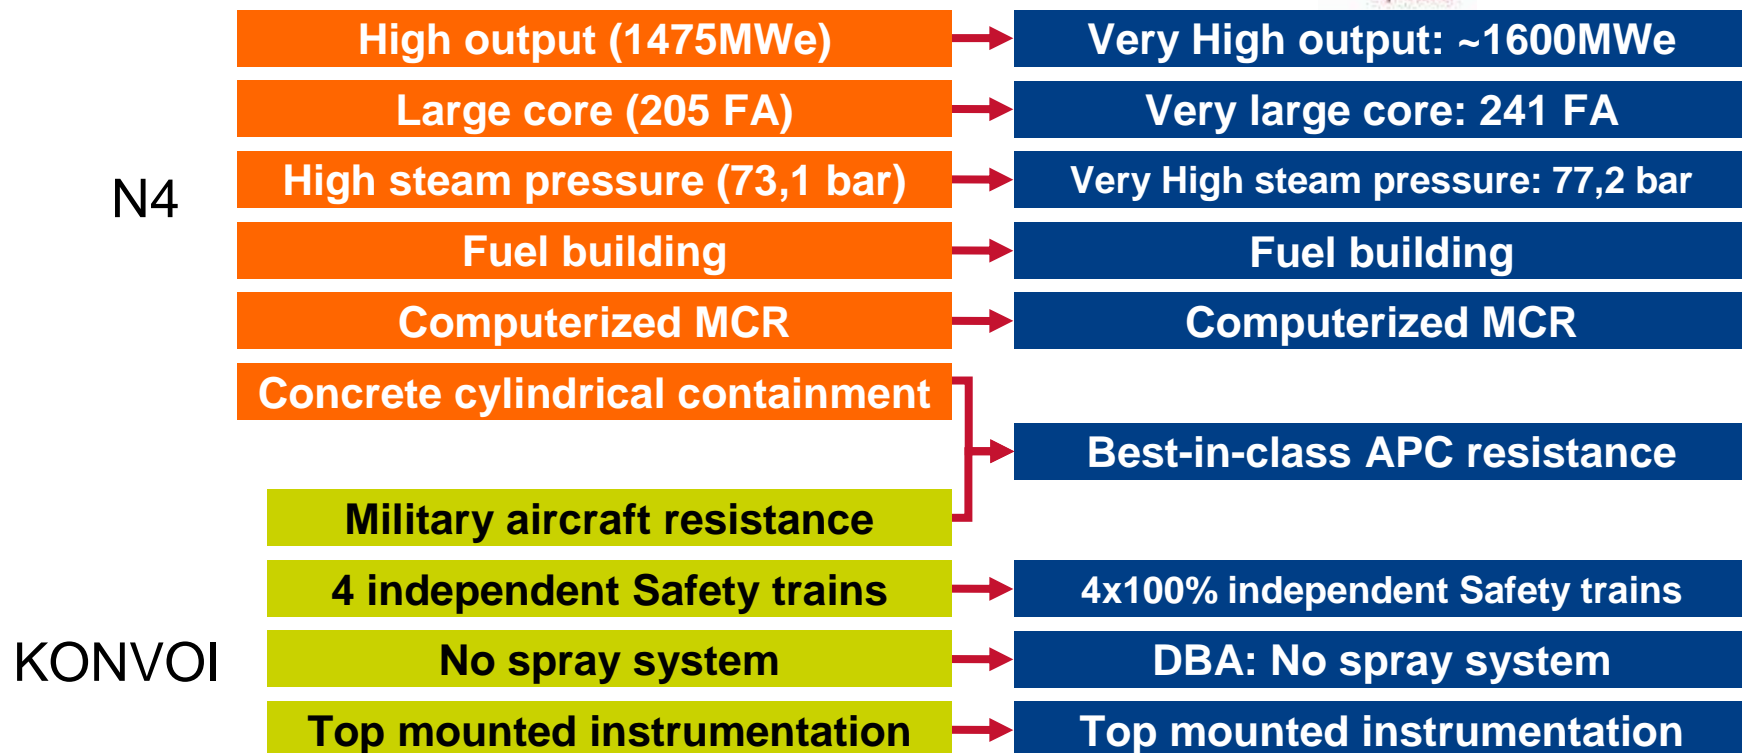 High output (1475MWe)
Very High output: ~1600MWe
Large core (205 FA)
Very large core: 241 FA
N4
High steam pressure (73,1 bar)
Very High steam pressure: 77,2 bar
Fuel building
Fuel building
Computerized MCR
Computerized MCR
Concrete cylindrical containment
Best-in-class APC resistance
Military aircraft resistance
4 independent Safety trains
4x100% independent Safety trains
KONVOI
No spray system
DBA: No spray system
Top mounted instrumentation
Top mounted instrumentation